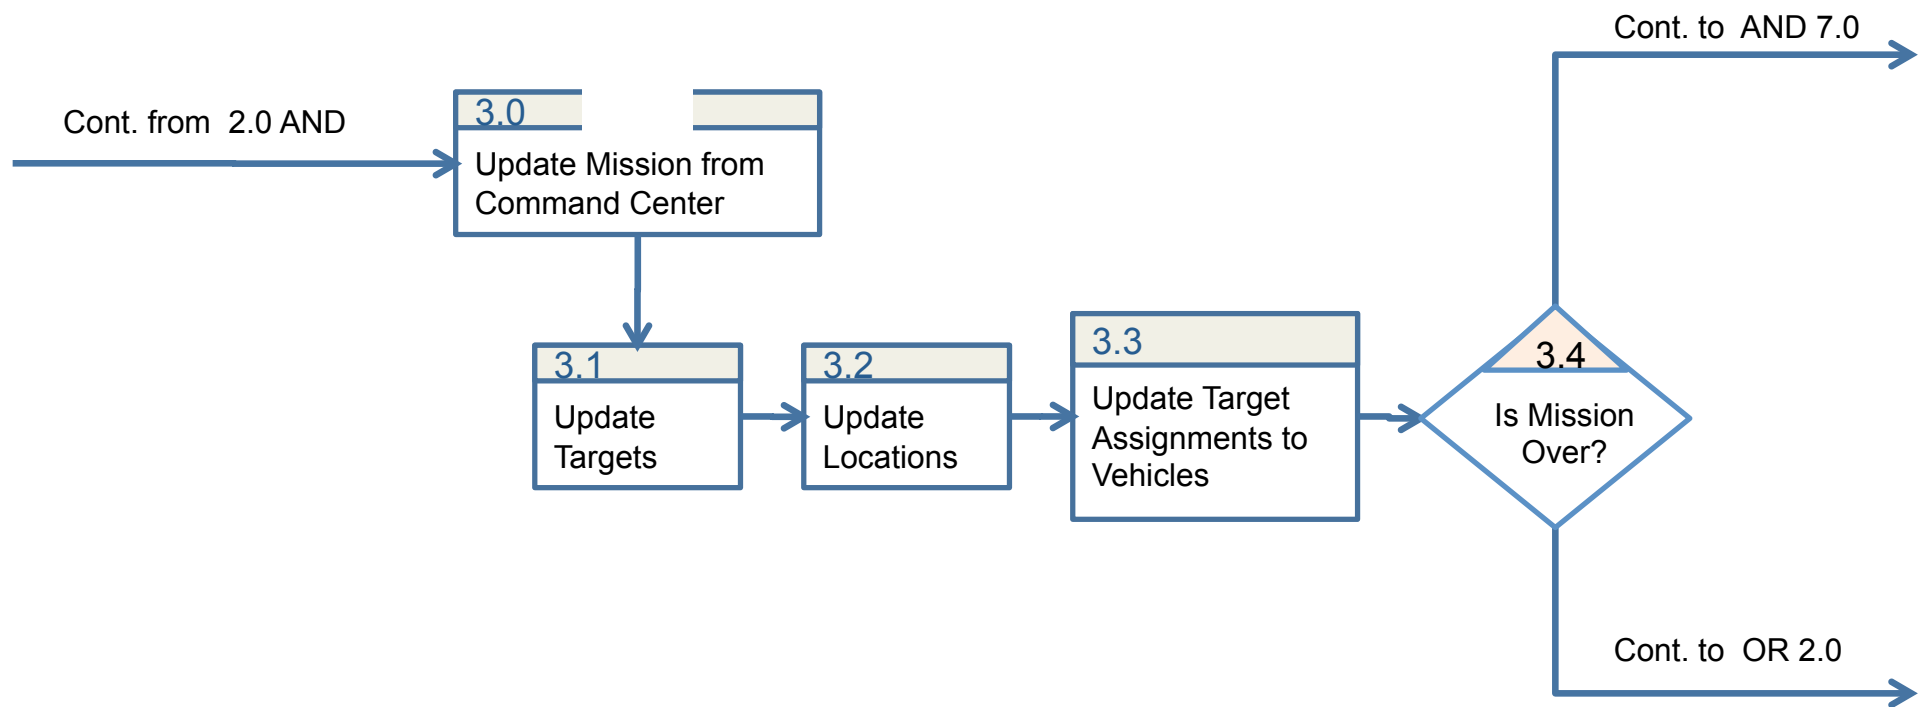 Cont. to  AND 7.0
Cont. from  2.0 AND
3.0
Update Mission from
Command Center
3.1
Update
Targets
3.2
Update
Locations
3.3
Update Target
Assignments to
Vehicles
3.4
Is Mission
Over?
Cont. to  OR 2.0